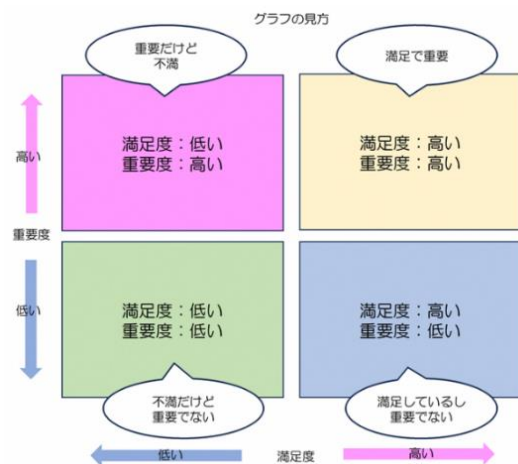 グラフの見方
重要だけど
不満
満足で重要
満足度：低い
重要度：高い
満足度：高い
重要度：高い
高い
重要度
低い
満足度：低い
重要度：低い
満足度：高い
重要度：低い
不満だけど
重要でない
満足しているし
重要でない
低い
満足度
高い